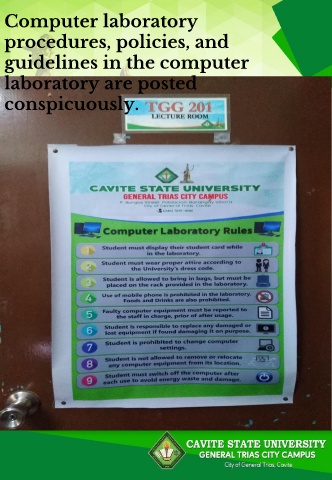 Computer laboratory
procedures, policies, and
guidelines in the computer
laboratory are posted
conspicuously.
TGG 201
LECTURE ROOM
CAVITE STATE UNIVERSITY
GENERAL TRIAS CITY CAMPUS
Computer Laboratory Rules
1 Student must display their student card while
in the laboratory.
2 Student must wear proper attire according to
the University's dress code.
3 Student is allowed to bring in bags, but must be
placed on the rack provided in the laboratory.
4 Use of mobile phone is prohibited in the laboratory.
Foods and Drinks are also prohibited.
5 Faulty computer equipment must be reported to
the staff in charge, prior of after usage.
6 Student is responsible to replace any damaged or
lost equipment if found damaging it on purpose.
7 Student is prohibited to change computer
settings.
8 Student is not allowed to remove or relocate
any computer equipment from its location.
9 Student must switch off the computer after
each use to avoid energy waste and damage.
CAVITE STATE UNIVERSITY
GENERAL TRIAS CITY CAMPUS
City of General Trias, Cavite